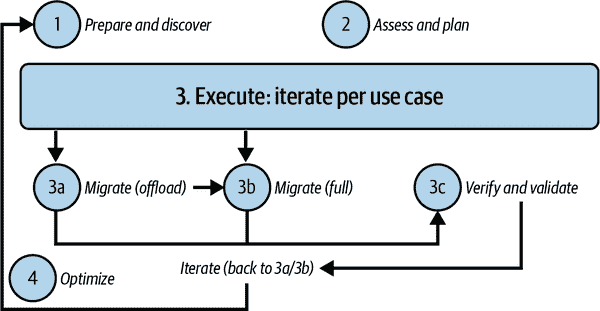 1 Prepare and discover
2 Assess and plan
3. Execute: iterate per use case
3a Migrate (offload)
3b Migrate (full)
3c Verify and validate
Iterate (back to 3a/3b)
4 Optimize